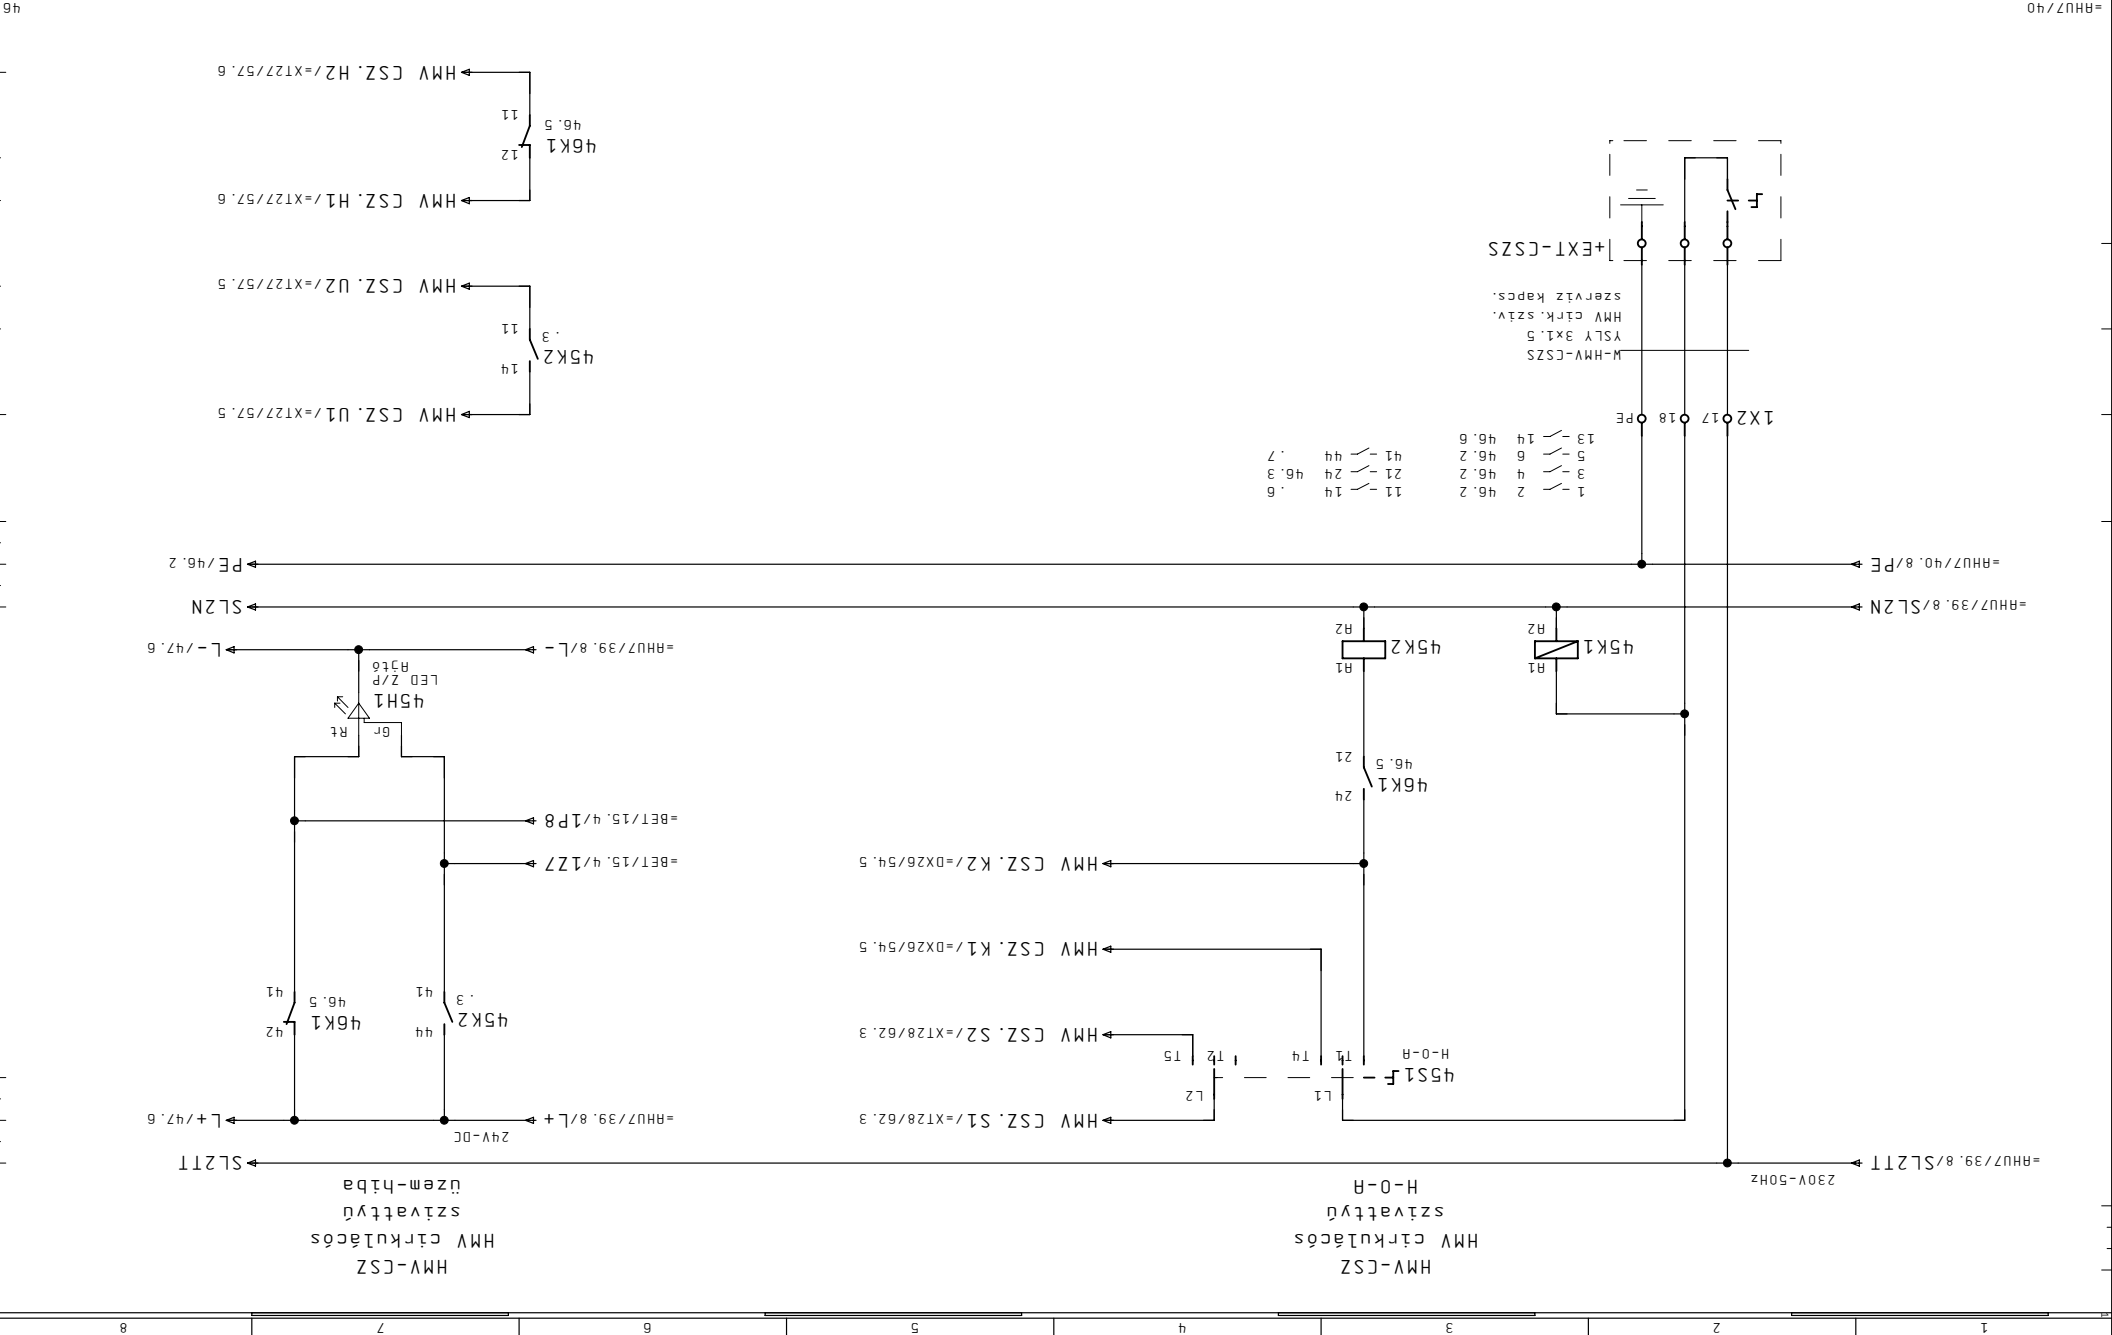 1 2 3 4 5 6 7 8
HMV-CSZ
HMV cirkulácós
szivattyú
H-0-A
HMV-CSZ
HMV cirkulácós
szivattyú
üzem-hiba
=AHU7/39.8/SL2TT
230V-50Hz
SL2TT
24V-DC
=AHU7/39.8/L+
L+/47.6
HMV CSZ.S1/=XT28/62.3
L1
L2
45S1
H-0-A
T1
T4
T2
T5
HMV CSZ.S2/=XT28/62.3
HMV CSZ.K1/=DX26/54.5
HMV CSZ.K2/=DX26/54.5
45K2
.3
44
41
46K1
46.5
42
41
=BET/15.4/1Z7
=BET/15.4/1P8
46K1
46.5
24
21
Gr
Rt
45H1
LED Z/P
Ajtó
45K1
A1
A2
45K2
A1
A2
=AHU7/39.8/L-
L-/47.6
=AHU7/39.8/SL2N
SL2N
=AHU7/40.8/PE
PE/46.2
1 2 46.2
3 4 46.2
5 6 46.2
13 14 46.6
11 14 .6
21 24 46.3
41 44 .7
1X2
17
18
PE
W-HMV-CSZS
YSLY 3x1.5
HMV cirk.sziv.
szerviz kapcs.
+EXT-CSZS
HMV CSZ.U1/=XT27/57.5
45K2
.3
14
11
HMV CSZ.U2/=XT27/57.5
HMV CSZ.H1/=XT27/57.6
46K1
46.5
12
11
HMV CSZ.H2/=XT27/57.6
=AHU7/40
46